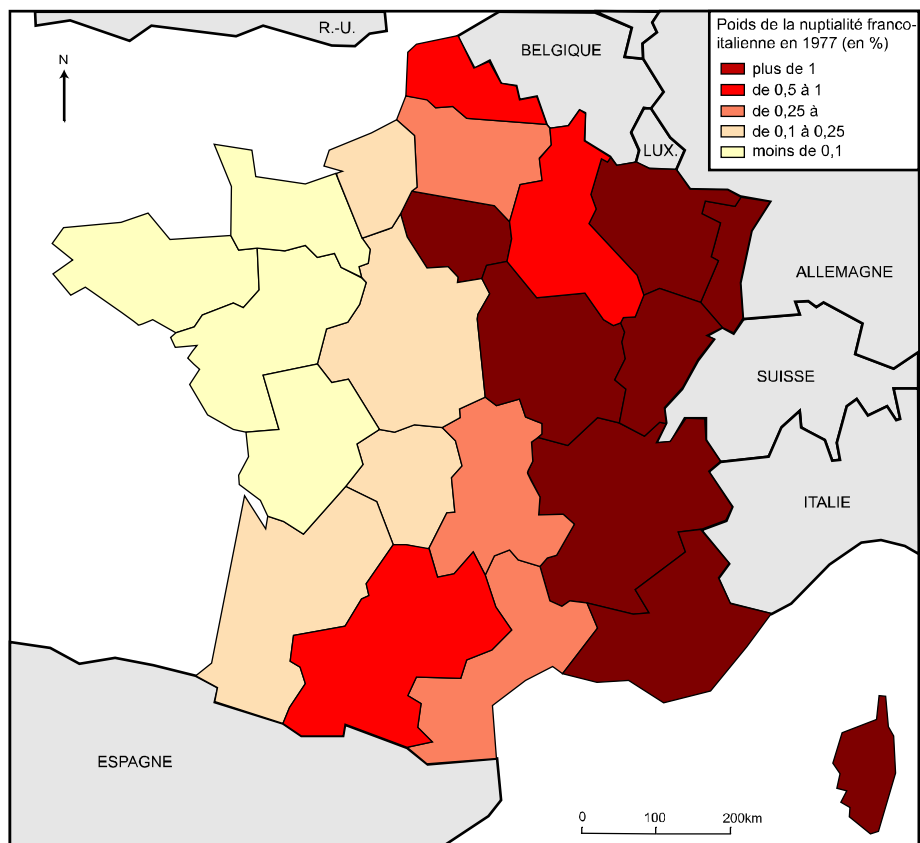 R.-U.
BELGIQUE
Poids de la nuptialité franco-
italienne en 1977 (en %)
plus de 1
de 0,5 à 1
de 0,25 à
de 0,1 à 0,25
moins de 0,1
N
LUX.
ALLEMAGNE
SUISSE
ITALIE
ESPAGNE
0 100 200km